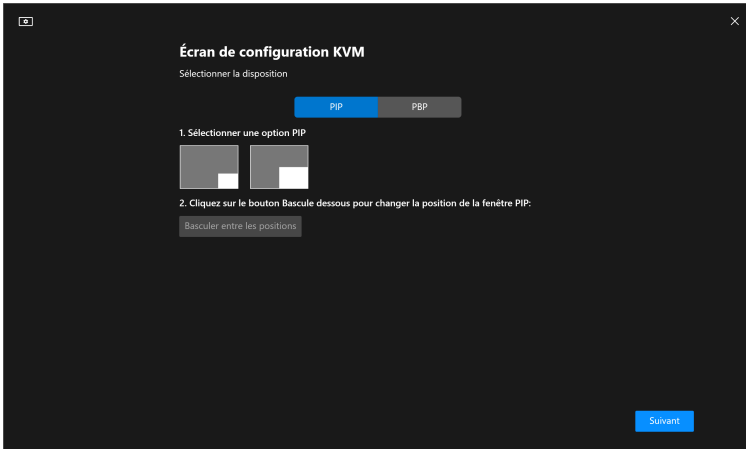 Écran de configuration KVM
Sélectionner la disposition
PIP
PBP
1. Sélectionner une option PIP
2. Cliquez sur le bouton Bascule dessous pour changer la position de la fenêtre PIP:
Basculer entre les positions
Suivant